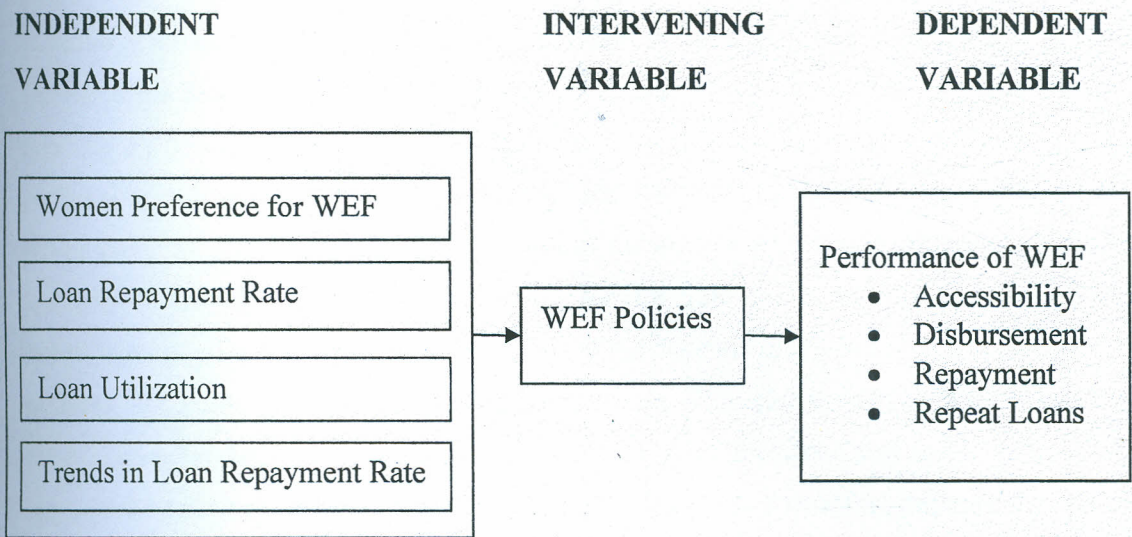 INDEPENDENT
VARIABLE
INTERVENING
VARIABLE
DEPENDENT
VARIABLE
Women Preference for WEF
Loan Repayment Rate
Loan Utilization
Trends in Loan Repayment Rate
WEF Policies
Performance of WEF
• Accessibility
• Disbursement
• Repayment
• Repeat Loans